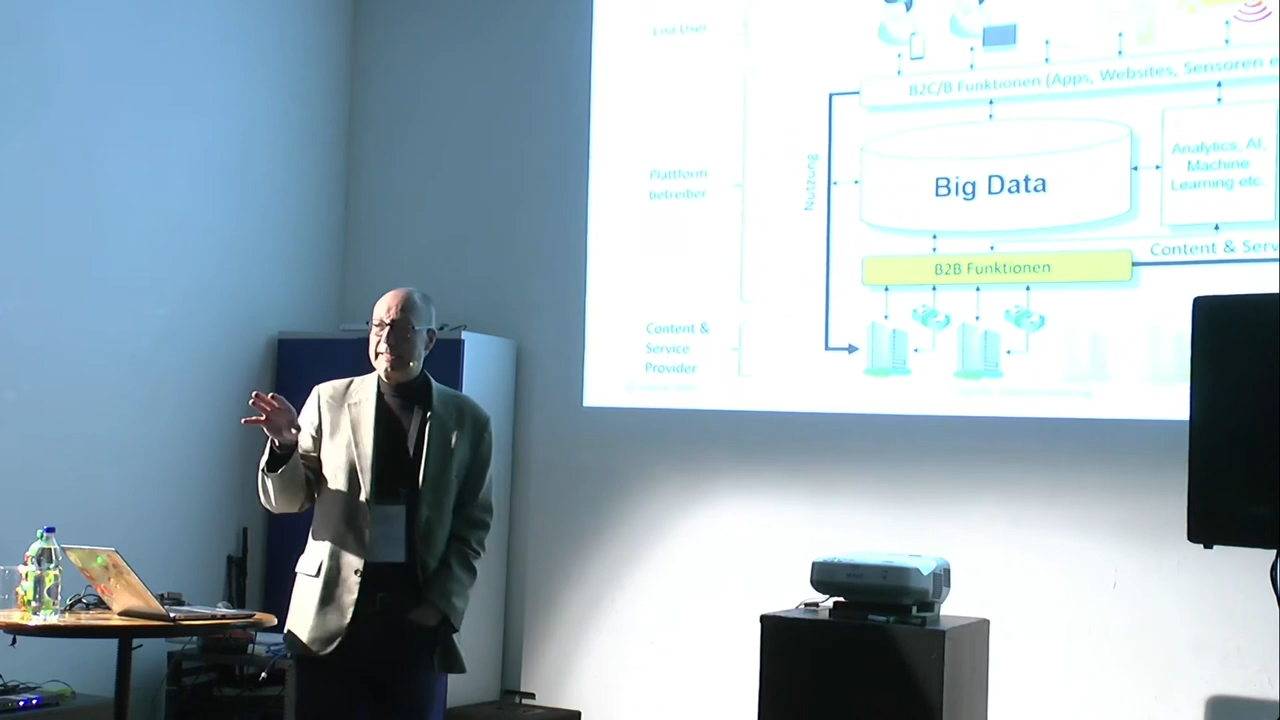 End User
B2C/B Funktionen (Apps, Websites, Sensoren e
Nutzung
Plattform
betreiber
Big Data
Analytics, AI,
Machine
Learning etc.
Content & Serv
B2B Funktionen
Content &
Service
Provider